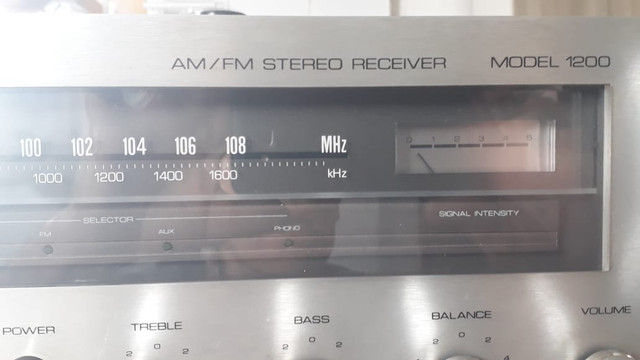 AM/FM STEREO RECEIVER MODEL 1200
0 1 2 3 4 5
100 102 104 106 108 MHz
1000 1200 1400 1600 kHz
SELECTOR
SIGNAL INTENSITY
FM AUX PHONO
POWER TREBLE BASS BALANCE VOLUME
2 0 2 2 0 2 2 0 2
4